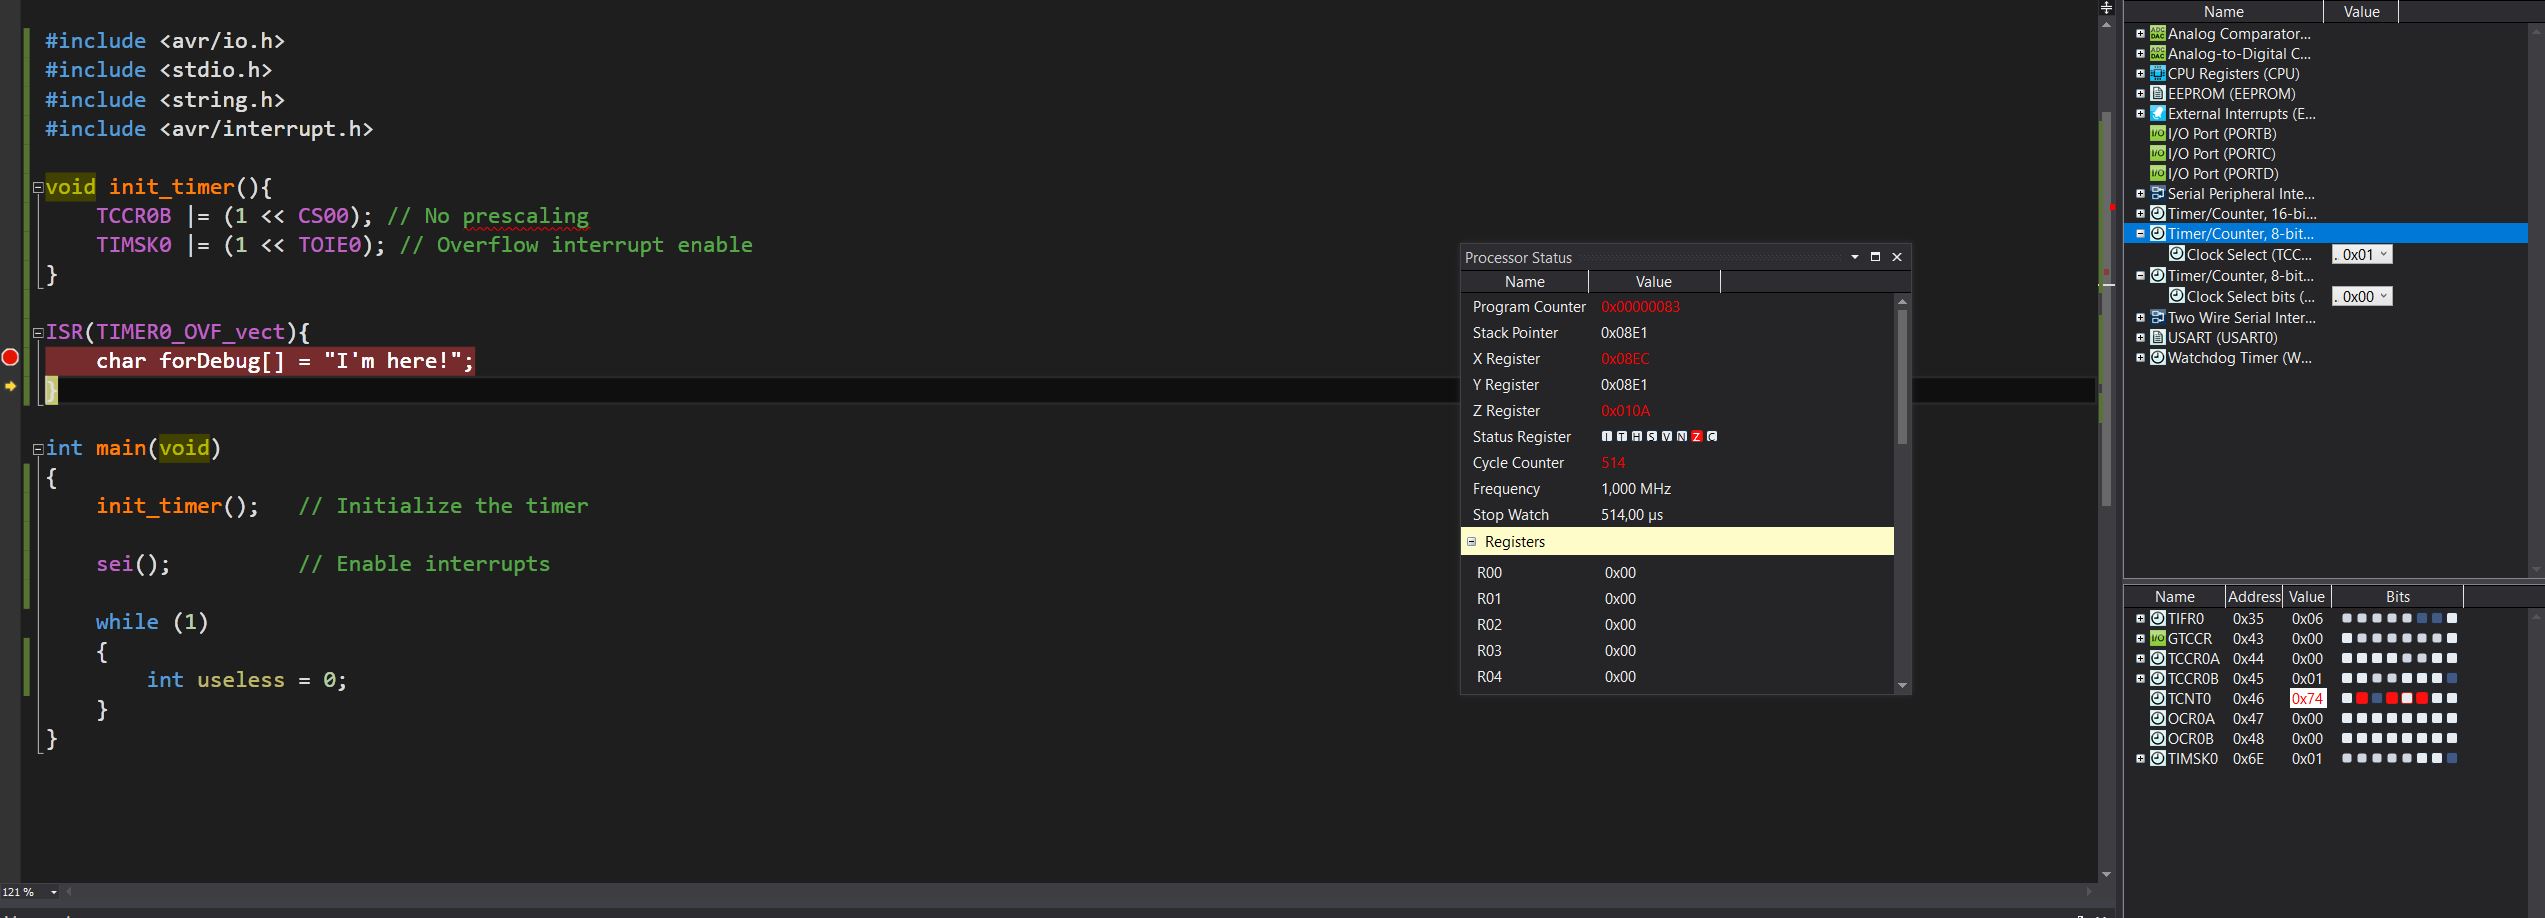 #include <avr/io.h>
#include <stdio.h>
#include <string.h>
#include <avr/interrupt.h>
void init_timer(){
TCCR0B |= (1 << CS00); // No prescaling
TIMSK0 |= (1 << TOIE0); // Overflow interrupt enable
}
ISR(TIMER0_OVF_vect){
char forDebug[] = "I'm here!";
}
int main(void)
{
init_timer(); // Initialize the timer
sei(); // Enable interrupts
while (1)
{
int useless = 0;
}
}
121 %
Processor Status
Name Value
Program Counter 0x00000083
Stack Pointer 0x08E1
X Register 0x08EC
Y Register 0x08E1
Z Register 0x010A
Status Register I T H S V N Z C
Cycle Counter 514
Frequency 1,000 MHz
Stop Watch 514,00 µs
Registers
R00 0x00
R01 0x00
R02 0x00
R03 0x00
R04 0x00
Name Value
Analog Comparator...
Analog-to-Digital C...
CPU Registers (CPU)
EEPROM (EEPROM)
External Interrupts (E...
I/O Port (PORTB)
I/O Port (PORTC)
I/O Port (PORTD)
Serial Peripheral Inte...
Timer/Counter, 16-bi...
Timer/Counter, 8-bit...
Clock Select (TCC... . 0x01
Timer/Counter, 8-bit...
Clock Select bits (... . 0x00
Two Wire Serial Inter...
USART (USART0)
Watchdog Timer (W...
Name Address Value Bits
TIFR0 0x35 0x06
GTCCR 0x43 0x00
TCCR0A 0x44 0x00
TCCR0B 0x45 0x01
TCNT0 0x46 0x74
OCR0A 0x47 0x00
OCR0B 0x48 0x00
TIMSK0 0x6E 0x01